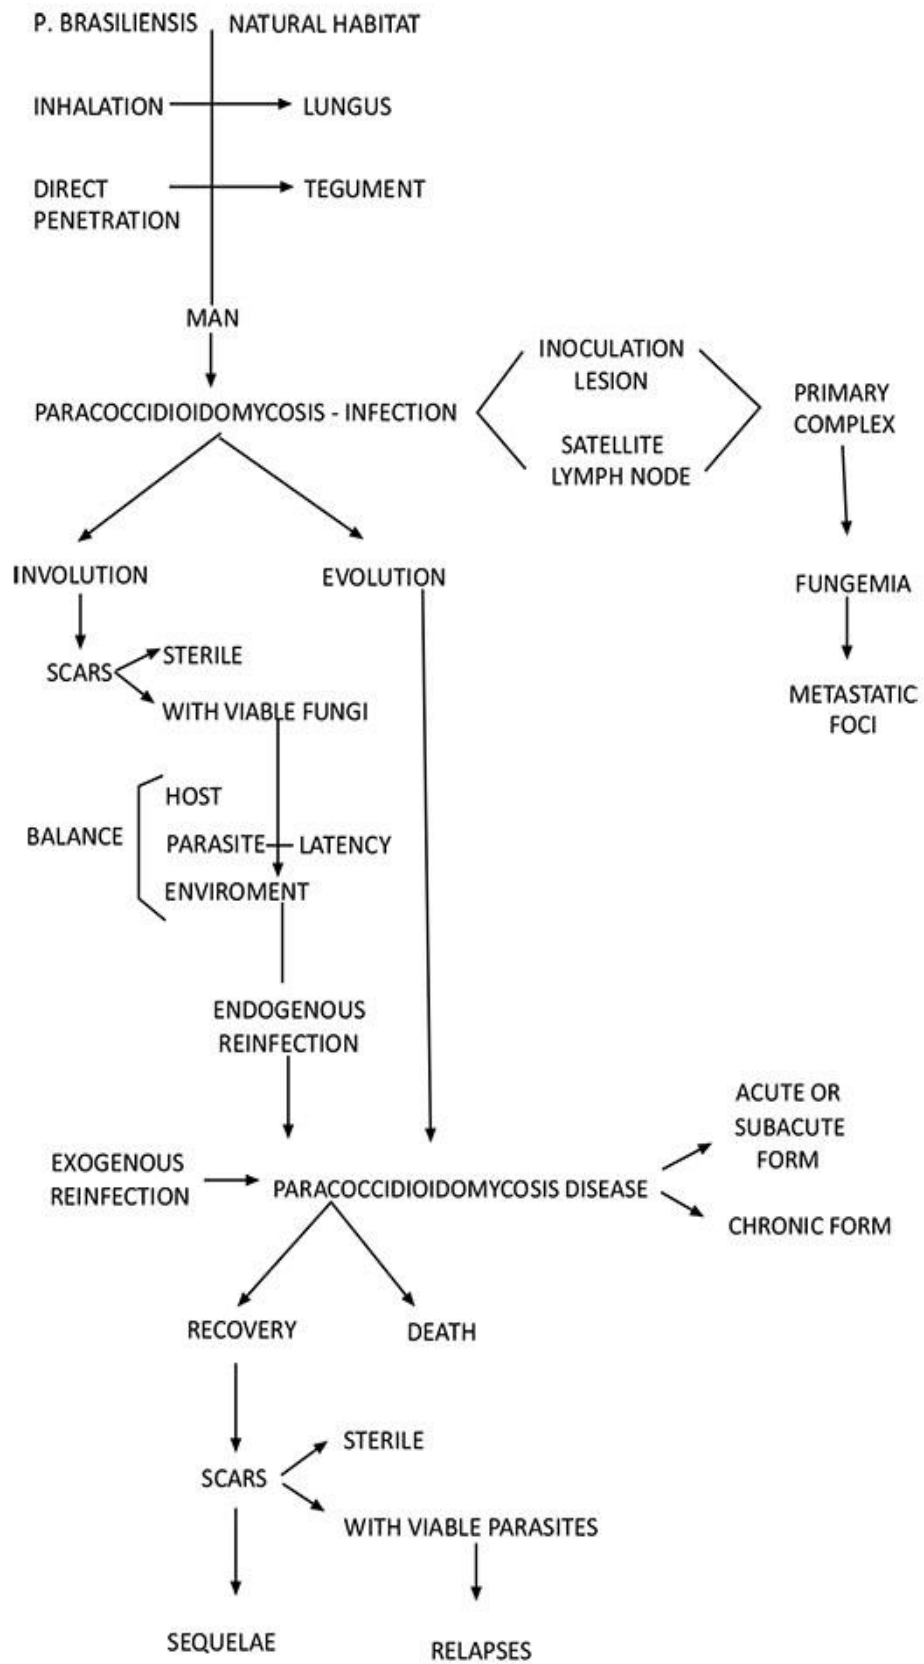 P. BRASILIENSIS NATURAL HABITAT
INHALATION LUNGUS
DIRECT TEGUMENT
PENETRATION
MAN
PARACOCCIDIOIDOMYCOSIS - INFECTION
INOCULATION
LESION
SATELLITE
LYMPH NODE
PRIMARY
COMPLEX
INVOLUTION EVOLUTION FUNGEMIA
SCARS STERILE
WITH VIABLE FUNGI
METASTATIC
FOCI
BALANCE
HOST
PARASITE LATENCY
ENVIROMENT
ENDOGENOUS
REINFECTION
EXOGENOUS
REINFECTION
PARACOCCIDIOIDOMYCOSIS DISEASE
ACUTE OR
SUBACUTE
FORM
CHRONIC FORM
RECOVERY DEATH
SCARS STERILE
WITH VIABLE PARASITES
SEQUELAE RELAPSES